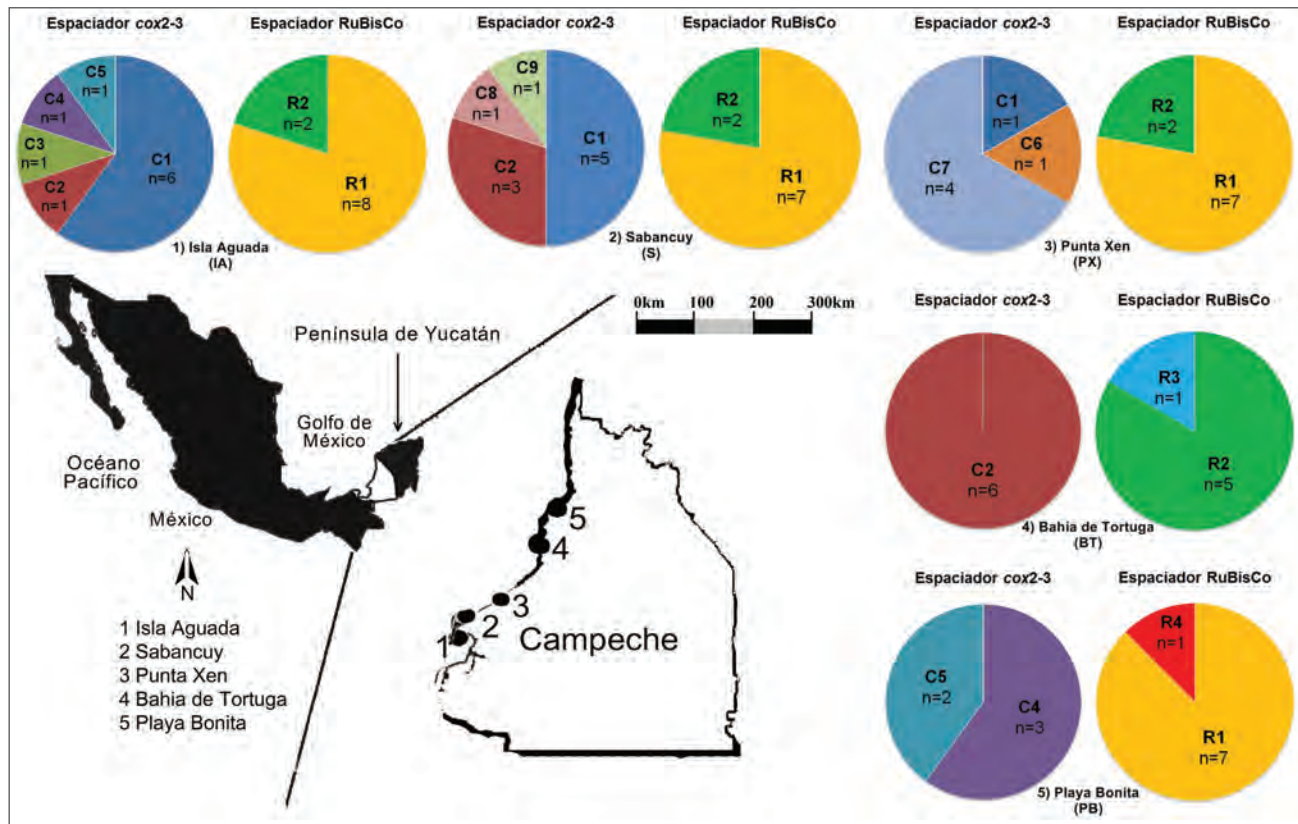 Espaciador cox2-3
Espaciador RuBisCo
C5
n=1
C4
n=1
C3
n=1
C2
n=1
C1
n=6
R2
n=2
R1
n=8
1) Isla Aguada
(IA)
Espaciador cox2-3
Espaciador RuBisCo
C9
n=1
C8
n=1
C2
n=3
C1
n=5
R2
n=2
R1
n=7
2) Sabancuy
(S)
Espaciador cox2-3
Espaciador RuBisCo
C1
n=1
C6
n= 1
C7
n=4
R2
n=2
R1
n=7
3) Punta Xen
(PX)
0km 100 200 300km
Península de Yucatán
Golfo de
México
Océano
Pacífico
México
N
1 Isla Aguada
2 Sabancuy
3 Punta Xen
4 Bahia de Tortuga
5 Playa Bonita
5
4
3
2
1
Campeche
Espaciador cox2-3
Espaciador RuBisCo
C2
n=6
R3
n=1
R2
n=5
4) Bahia de Tortuga
(BT)
Espaciador cox2-3
Espaciador RuBisCo
C5
n=2
C4
n=3
R4
n=1
R1
n=7
5) Playa Bonita
(PB)